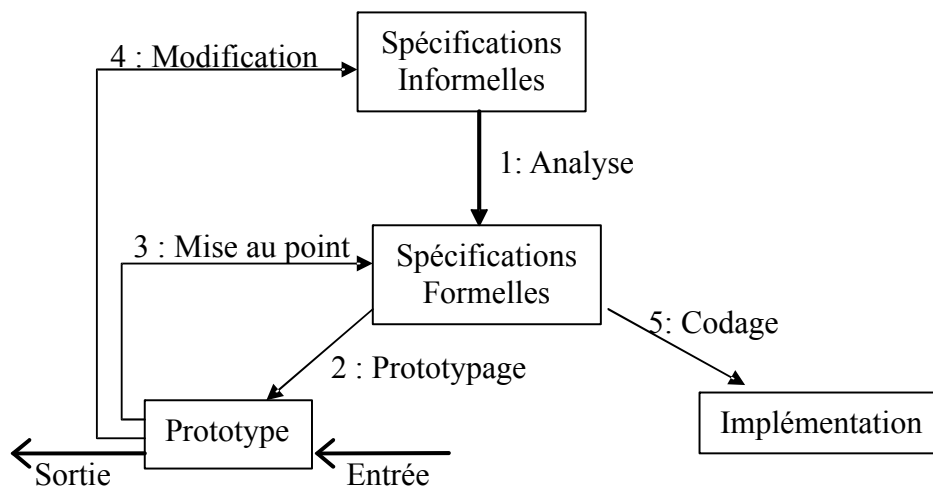 Spécifications
Informelles
4 : Modification
1: Analyse
3 : Mise au point
Spécifications
Formelles
5: Codage
2 : Prototypage
Prototype
Implémentation
Sortie
Entrée